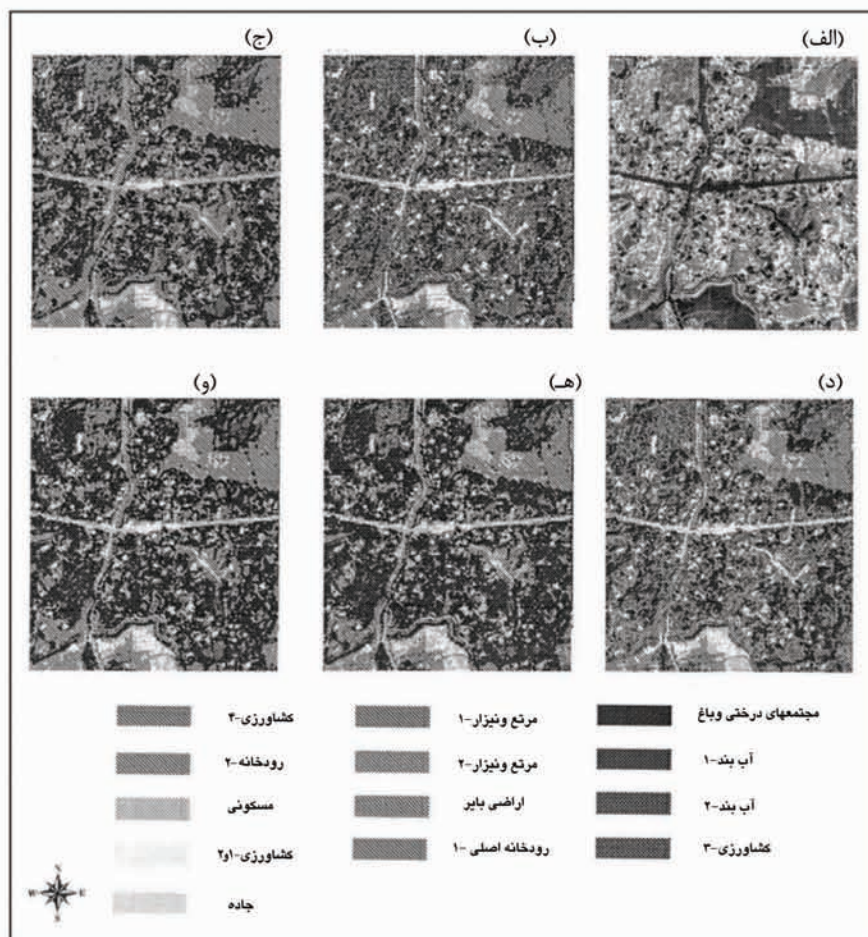 (الف) (ب) (ج)
(د) (هـ) (و)
مجتمعهای درختی وباغ
آب بند-۱
آب بند-۲
کشاورزی-۳
مرتع ونیزار-۱
مرتع ونیزار-۲
اراضی بایر
رودخانه اصلی -۱
کشاورزی-۴
رودخانه-۲
مسکونی
کشاورزی-۱و۲
جاده
N
W E
S